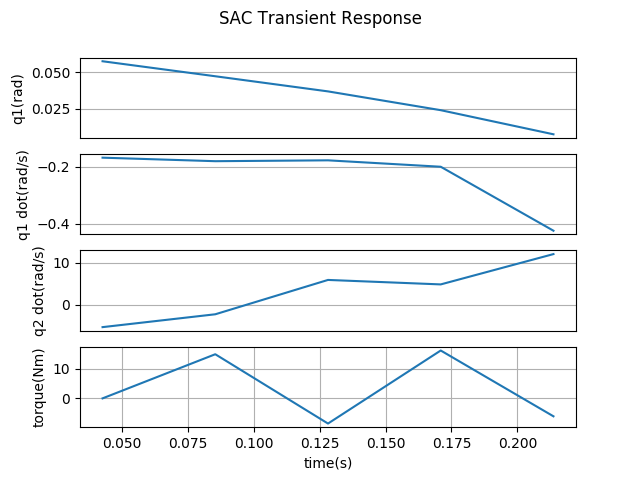 SAC Transient Response
q1(rad)
0.050
0.025
q1 dot(rad/s)
−0.2
−0.4
q2 dot(rad/s)
10
0
torque(Nm)
10
0
0.050 0.075 0.100 0.125 0.150 0.175 0.200
time(s)